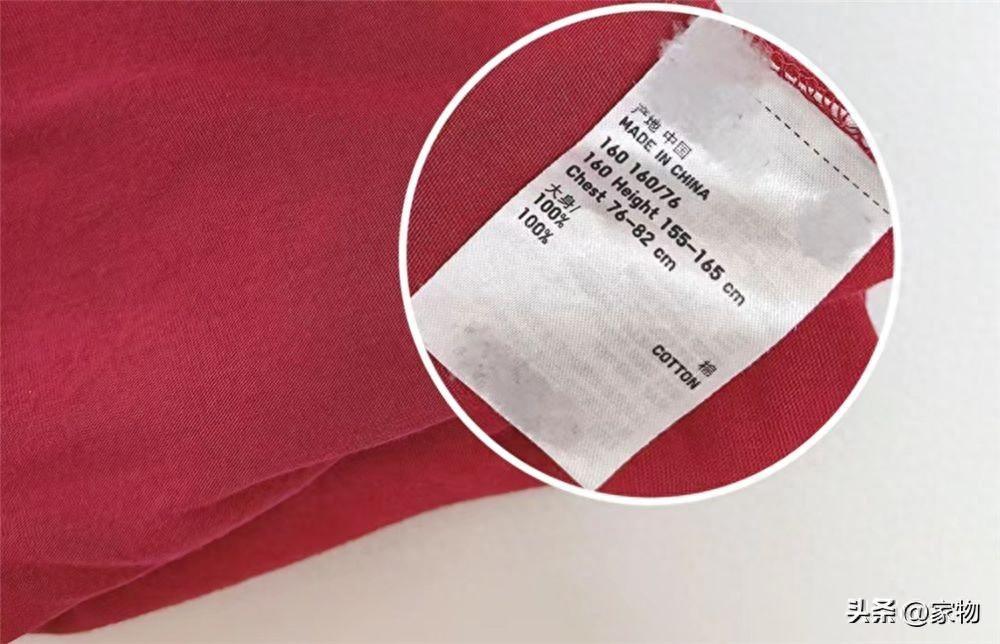 产地 中国
MADE IN CHINA
160 160/76
160 Height 155-165 cm
Chest 76-82 cm
大身/
100% 棉
100% COTTON
头条 @家物